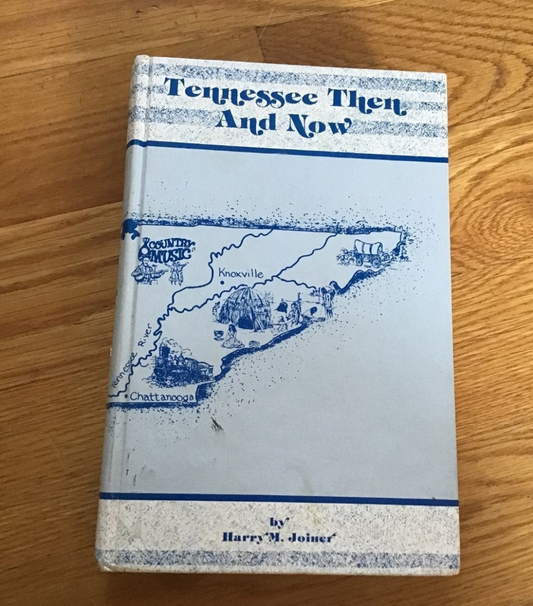 Tennessee Then
And Now
COUNTRY
MUSIC
Knoxville
Tennessee River
Chattanooga
by
Harry M. Joiner